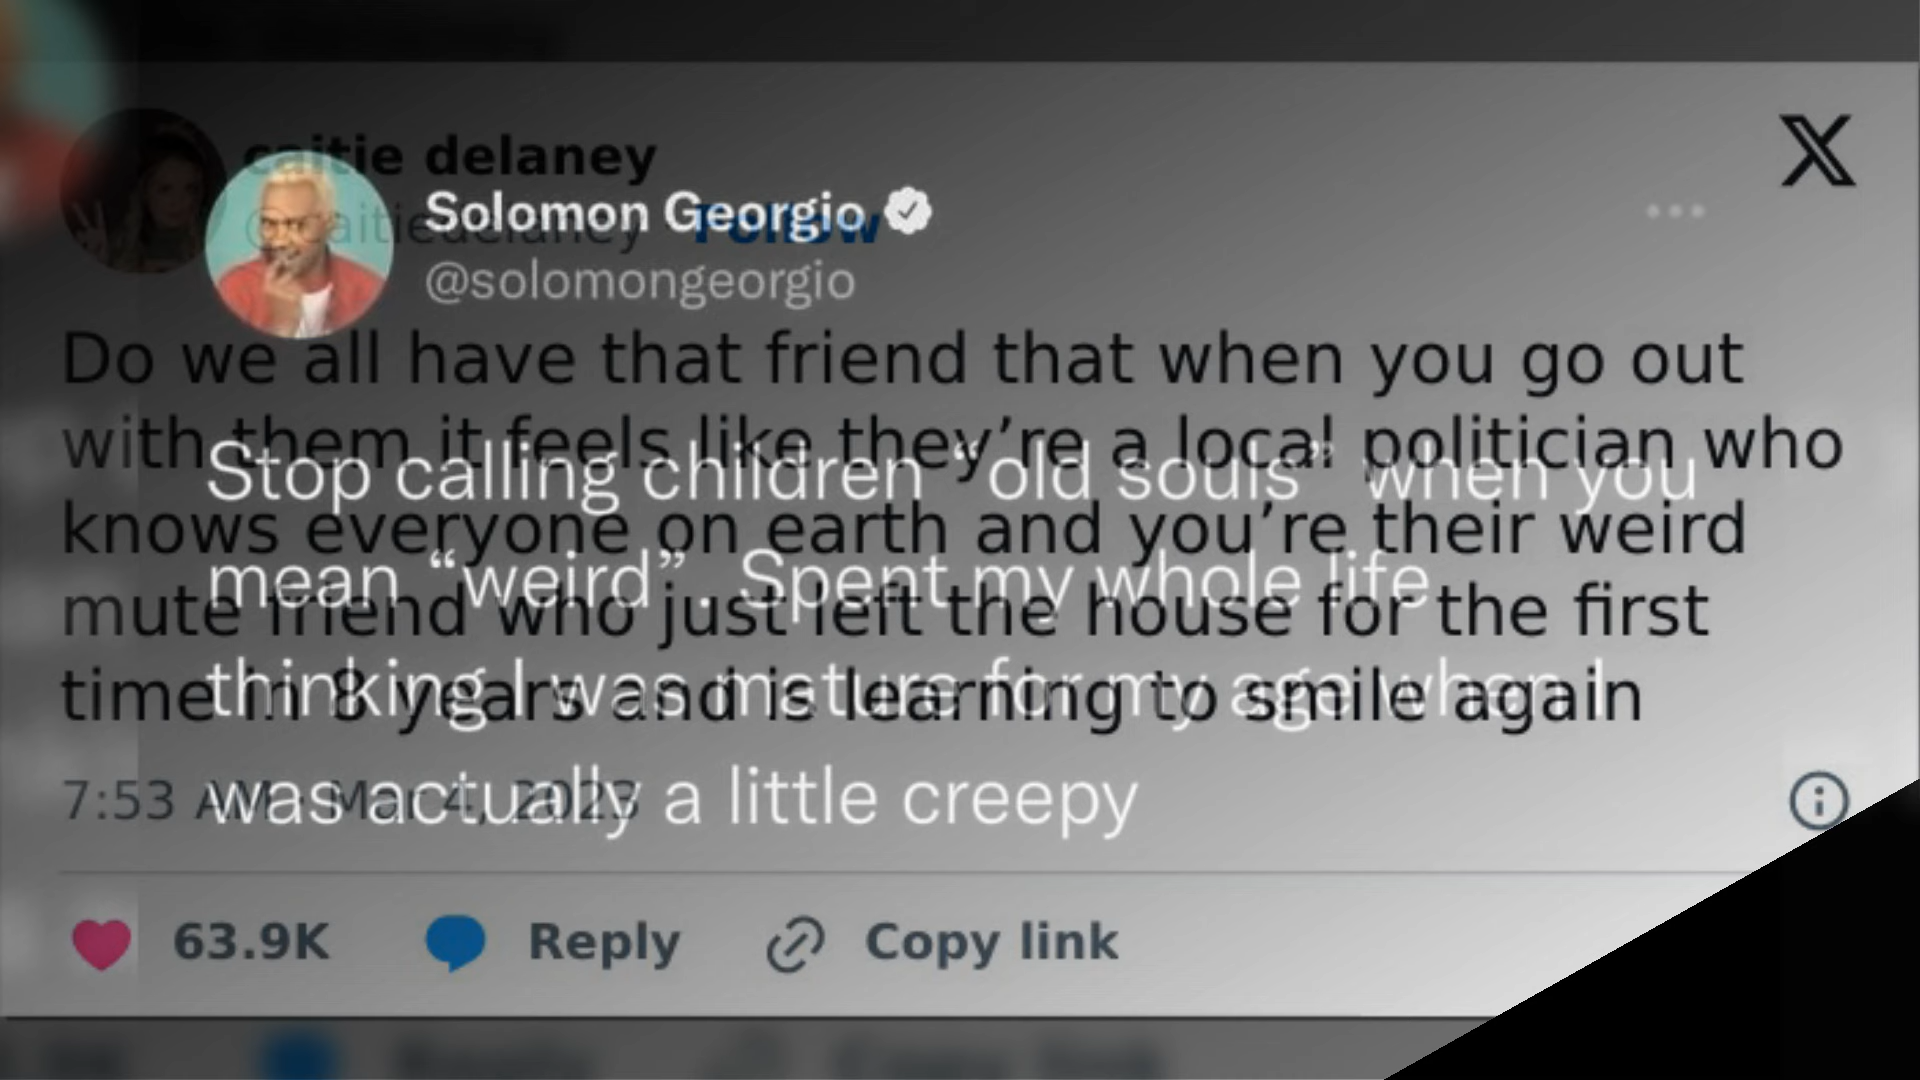 caitie delaney
@caitiedelaney · Follow
Do we all have that friend that when you go out
with them it feels like they’re a local politician who
knows everyone on earth and you’re their weird
mute friend who just left the house for the first
time in 8 years and is learning to smile again
7:53 AM · Mar 4, 2023
63.9K Reply Copy link
Solomon Georgio
@solomongeorgio
Stop calling children “old souls” when you
mean “weird”. Spent my whole life
thinking I was mature for my age when I
was actually a little creepy